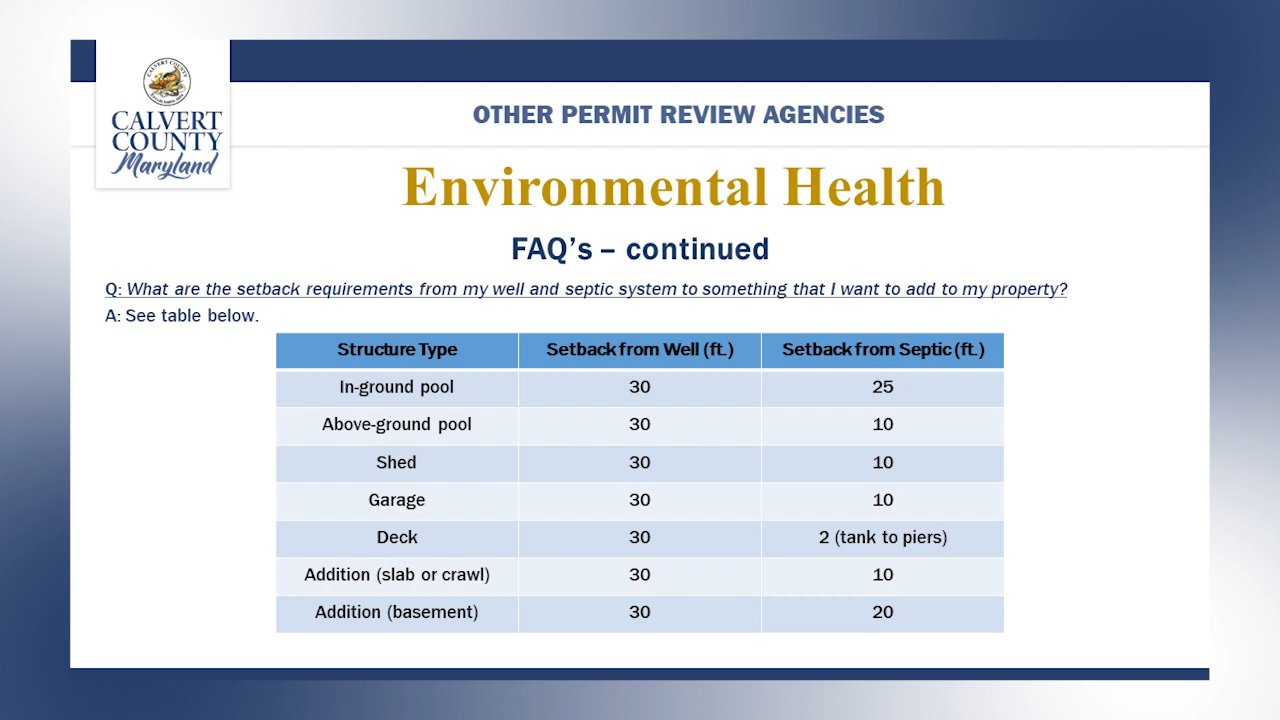 CALVERT COUNTY
CALVERT
COUNTY
Maryland
OTHER PERMIT REVIEW AGENCIES
Environmental Health
FAQ's – continued
Q: What are the setback requirements from my well and septic system to something that I want to add to my property?
A: See table below.
Structure Type Setback from Well (ft.) Setback from Septic (ft.)
In-ground pool 30 25
Above-ground pool 30 10
Shed 30 10
Garage 30 10
Deck 30 2 (tank to piers)
Addition (slab or crawl) 30 10
Addition (basement) 30 20